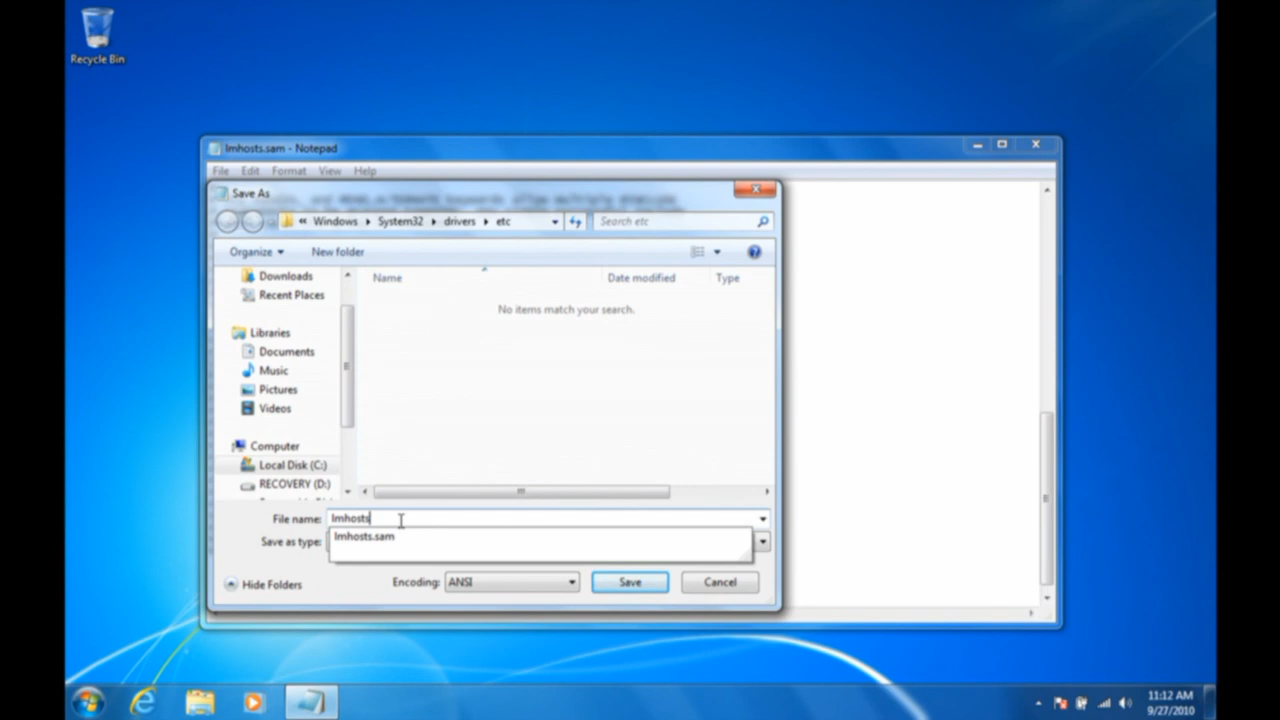 Recycle Bin
lmhosts.sam - Notepad
File Edit Format View Help
Save As
« Windows System32 drivers etc
Search etc
Organize New folder
Downloads
Recent Places
Libraries
Documents
Music
Pictures
Videos
Computer
Local Disk (C:)
RECOVERY (D:)
Name Date modified Type
No items match your search.
File name: lmhosts
lmhosts.sam
Save as type:
Hide Folders
Encoding: ANSI
Save Cancel
11:12 AM
9/27/2010